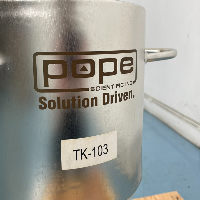 pope
SCIENTIFIC INC.
Solution Driven.
TK-103